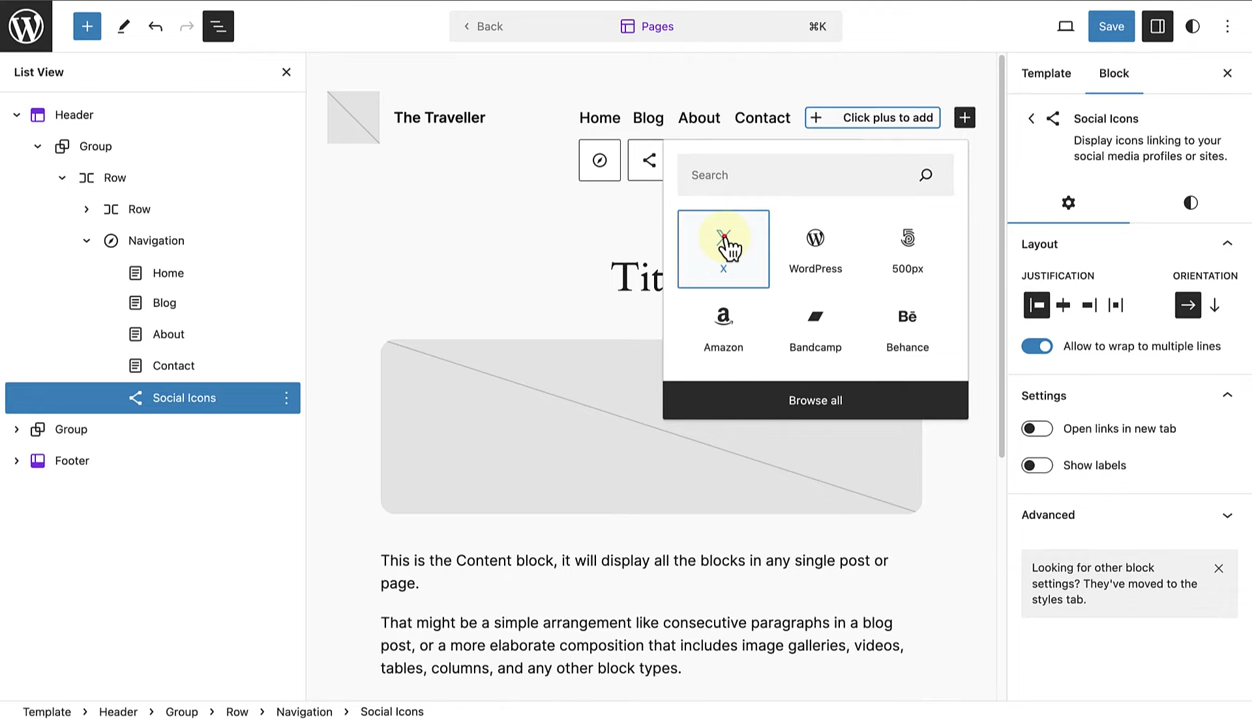 Back
Pages
⌘K
Save
List View
Header
Group
Row
Row
Navigation
Home
Blog
About
Contact
Social Icons
Group
Footer
The Traveller
Home
Blog
About
Contact
Click plus to add
Search
X
WordPress
500px
Amazon
Bandcamp
Behance
Browse all
Tit
This is the Content block, it will display all the blocks in any single post or
page.
That might be a simple arrangement like consecutive paragraphs in a blog
post, or a more elaborate composition that includes image galleries, videos,
tables, columns, and any other block types.
Template
Block
Social Icons
Display icons linking to your
social media profiles or sites.
Layout
JUSTIFICATION
ORIENTATION
Allow to wrap to multiple lines
Settings
Open links in new tab
Show labels
Advanced
Looking for other block
settings? They've moved to the
styles tab.
Template > Header > Group > Row > Navigation > Social Icons